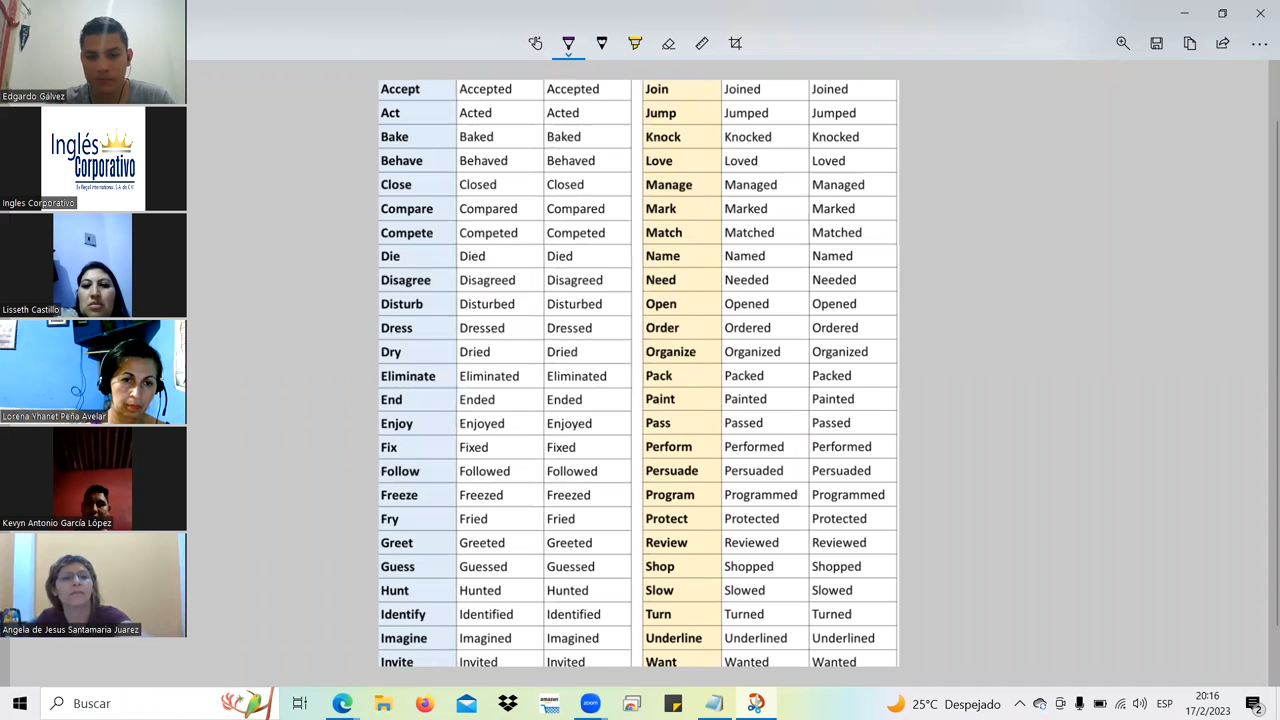 Edgardo Gálvez
Inglés
Corporativo
Ex Regal International, S.A. de C.V.
Ingles Corporativo
Lisseth Castillo
Lorena Yhanet Peña Avelar
Kevyn Antonio García López
Angela de Jesus Santamaria Juarez
Accept Accepted Accepted Join Joined Joined
Act Acted Acted Jump Jumped Jumped
Bake Baked Baked Knock Knocked Knocked
Behave Behaved Behaved Love Loved Loved
Close Closed Closed Manage Managed Managed
Compare Compared Compared Mark Marked Marked
Compete Competed Competed Match Matched Matched
Die Died Died Name Named Named
Disagree Disagreed Disagreed Need Needed Needed
Disturb Disturbed Disturbed Open Opened Opened
Dress Dressed Dressed Order Ordered Ordered
Dry Dried Dried Organize Organized Organized
Eliminate Eliminated Eliminated Pack Packed Packed
End Ended Ended Paint Painted Painted
Enjoy Enjoyed Enjoyed Pass Passed Passed
Fix Fixed Fixed Perform Performed Performed
Follow Followed Followed Persuade Persuaded Persuaded
Freeze Freezed Freezed Program Programmed Programmed
Fry Fried Fried Protect Protected Protected
Greet Greeted Greeted Review Reviewed Reviewed
Guess Guessed Guessed Shop Shopped Shopped
Hunt Hunted Hunted Slow Slowed Slowed
Identify Identified Identified Turn Turned Turned
Imagine Imagined Imagined Underline Underlined Underlined
Invite Invited Invited Want Wanted Wanted
Buscar
amazon
zoom
25°C Despejado
ESP
20:16
17/2/2023
2